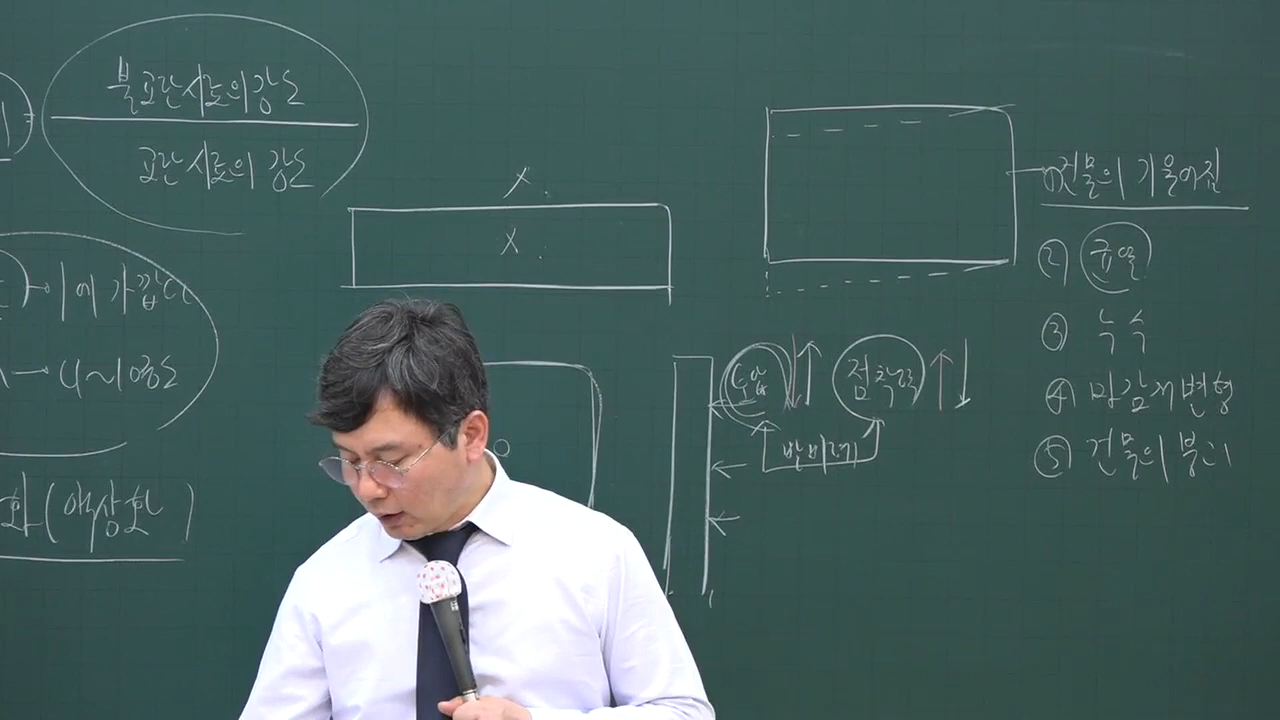 불교란시료의 강도
교란시료의 강도
1에 가깝다
4~10정도
화(액상화)
X
X
수압
점착력
반비례
① 건물의 기울어짐
② 균열
③ 누수
④ 마감재 변형
⑤ 건물의 붕괴